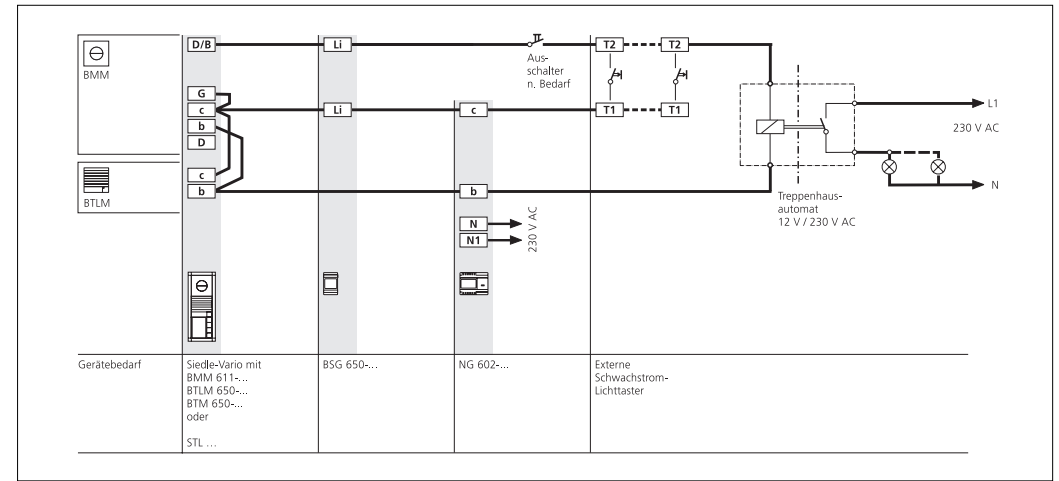 BMM
D/B
Li
Aus-
schalter
n. Bedarf
T2
T2
G
c
b
D
Li
c
T1
T1
L1
230 V AC
BTLM
c
b
b
N
Treppenhaus-
automat
12 V / 230 V AC
N
N1
230 V AC
Gerätebedarf
Siedle-Vario mit
BMM 611-...
BTLM 650-...
BTM 650-...
oder
STL ...
BSG 650-...
NG 602-...
Externe
Schwachstrom-
Lichttaster